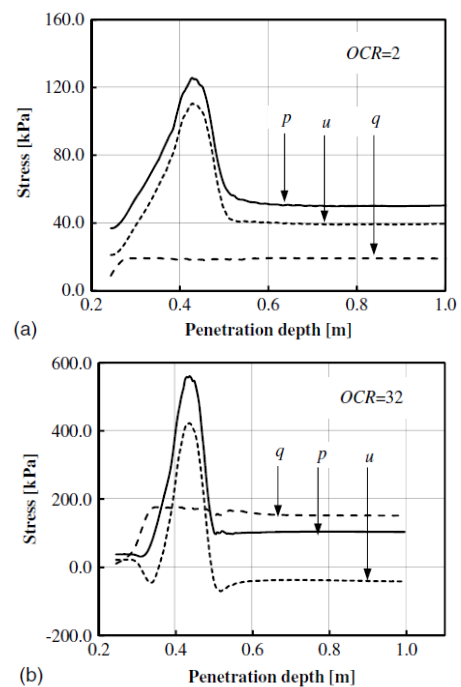 160.0
OCR=2
120.0
p u q
80.0
40.0
0.0
0.2 0.4 0.6 0.8 1.0
Stress [kPa]
Penetration depth [m]
(a)
600.0
OCR=32
400.0
q p u
200.0
0.0
-200.0
0.2 0.4 0.6 0.8 1.0
Stress [kPa]
Penetration depth [m]
(b)